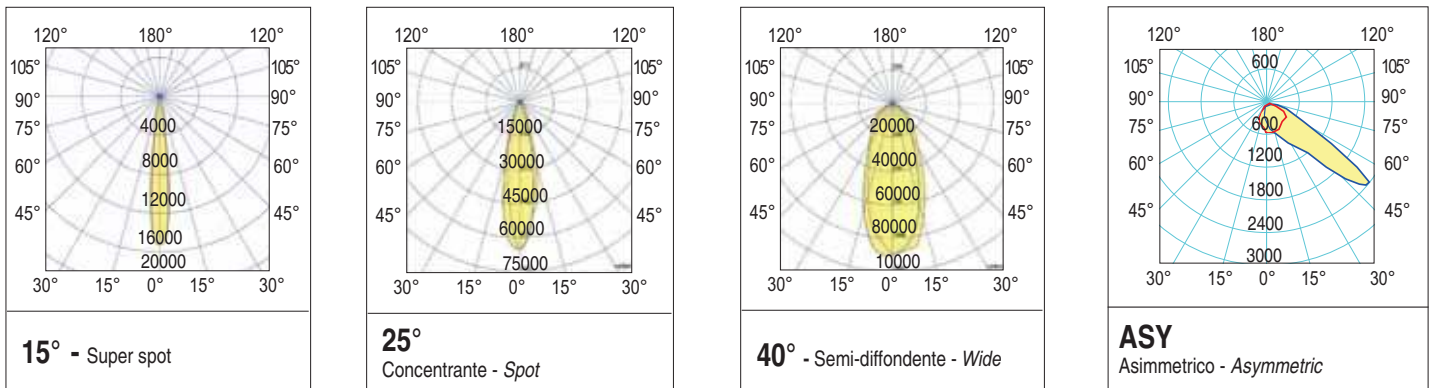 120° 180° 120°
105° 105°
90° 90°
75° 4000 75°
60° 8000 60°
45° 12000 45°
16000
20000
30° 15° 0° 15° 30°
15° - Super spot
120° 180° 120°
105° 105°
90° 90°
75° 15000 75°
60° 30000 60°
45° 45000 45°
60000
75000
30° 15° 0° 15° 30°
25°
Concentrante - Spot
120° 180° 120°
105° 105°
90° 90°
75° 20000 75°
60° 40000 60°
45° 60000 45°
80000
10000
30° 15° 0° 15° 30°
40° - Semi-diffondente - Wide
120° 180° 120°
105° 600 105°
90° 90°
75° 600 75°
60° 1200 60°
45° 1800 45°
2400
3000
30° 15° 0° 15° 30°
ASY
Asimmetrico - Asymmetric